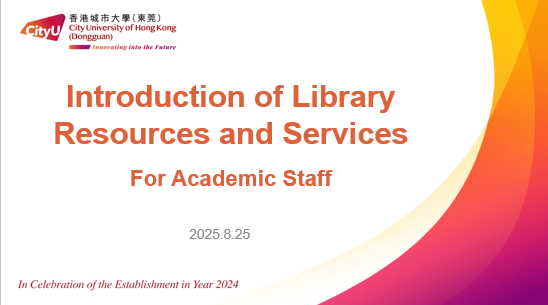 CityU
香港城市大學(東莞)
City University of Hong Kong
(Dongguan)
Innovating into the Future
Introduction of Library
Resources and Services
For Academic Staff
2025.8.25
In Celebration of the Establishment in Year 2024